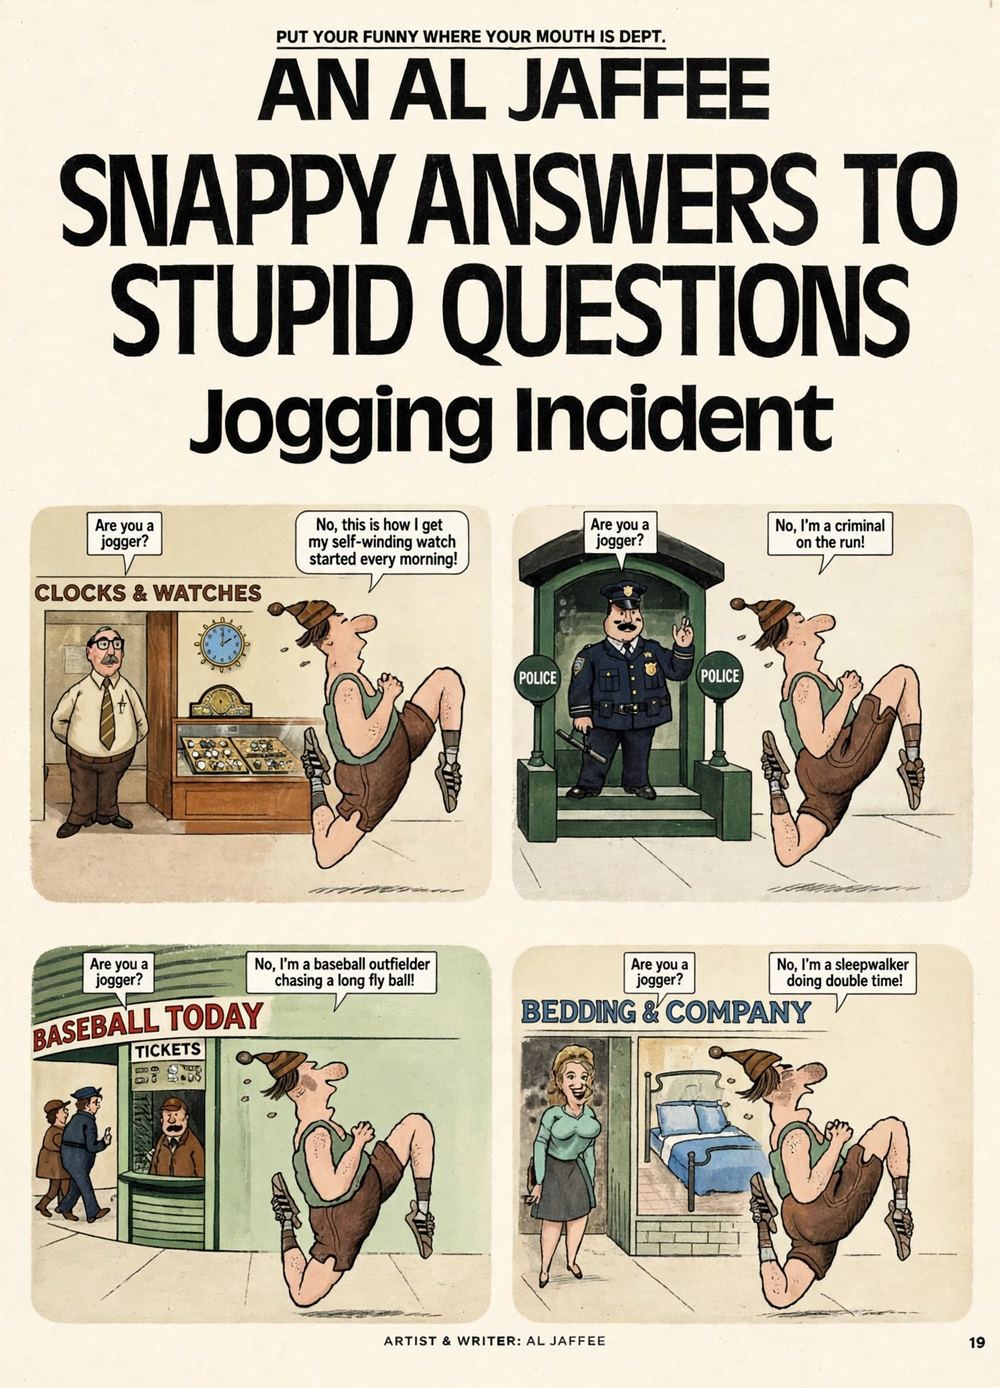 PUT YOUR FUNNY WHERE YOUR MOUTH IS DEPT.
AN AL JAFFEE
SNAPPY ANSWERS TO
STUPID QUESTIONS
Jogging Incident
Are you a
jogger?
No, this is how I get
my self-winding watch
started every morning!
CLOCKS & WATCHES
Are you a
jogger?
No, I'm a criminal
on the run!
POLICE
POLICE
Are you a
jogger?
No, I'm a baseball outfielder
chasing a long fly ball!
BASEBALL TODAY
TICKETS
Are you a
jogger?
No, I'm a sleepwalker
doing double time!
BEDDING & COMPANY
ARTIST & WRITER: AL JAFFEE
19